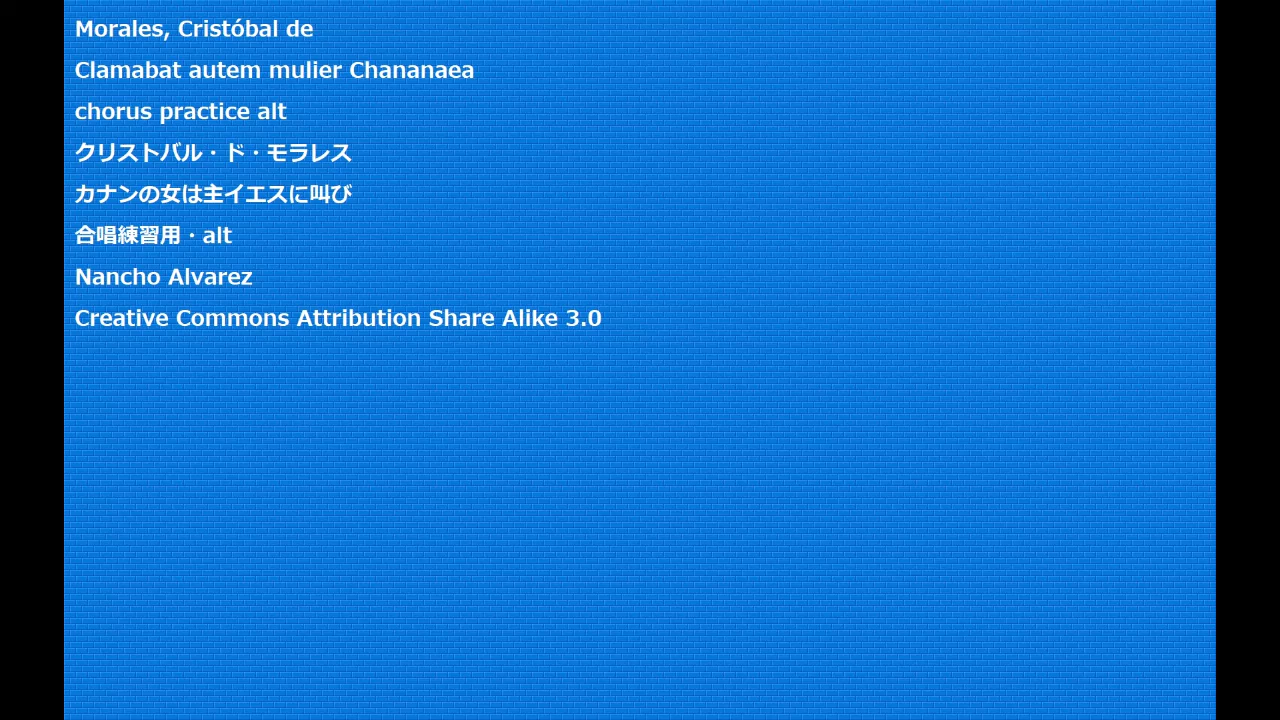 Morales, Cristóbal de
Clamabat autem mulier Chananaea
chorus practice alt
クリストバル・ド・モラレス
カナンの女は主イエスに叫び
合唱練習用・alt
Nancho Alvarez
Creative Commons Attribution Share Alike 3.0